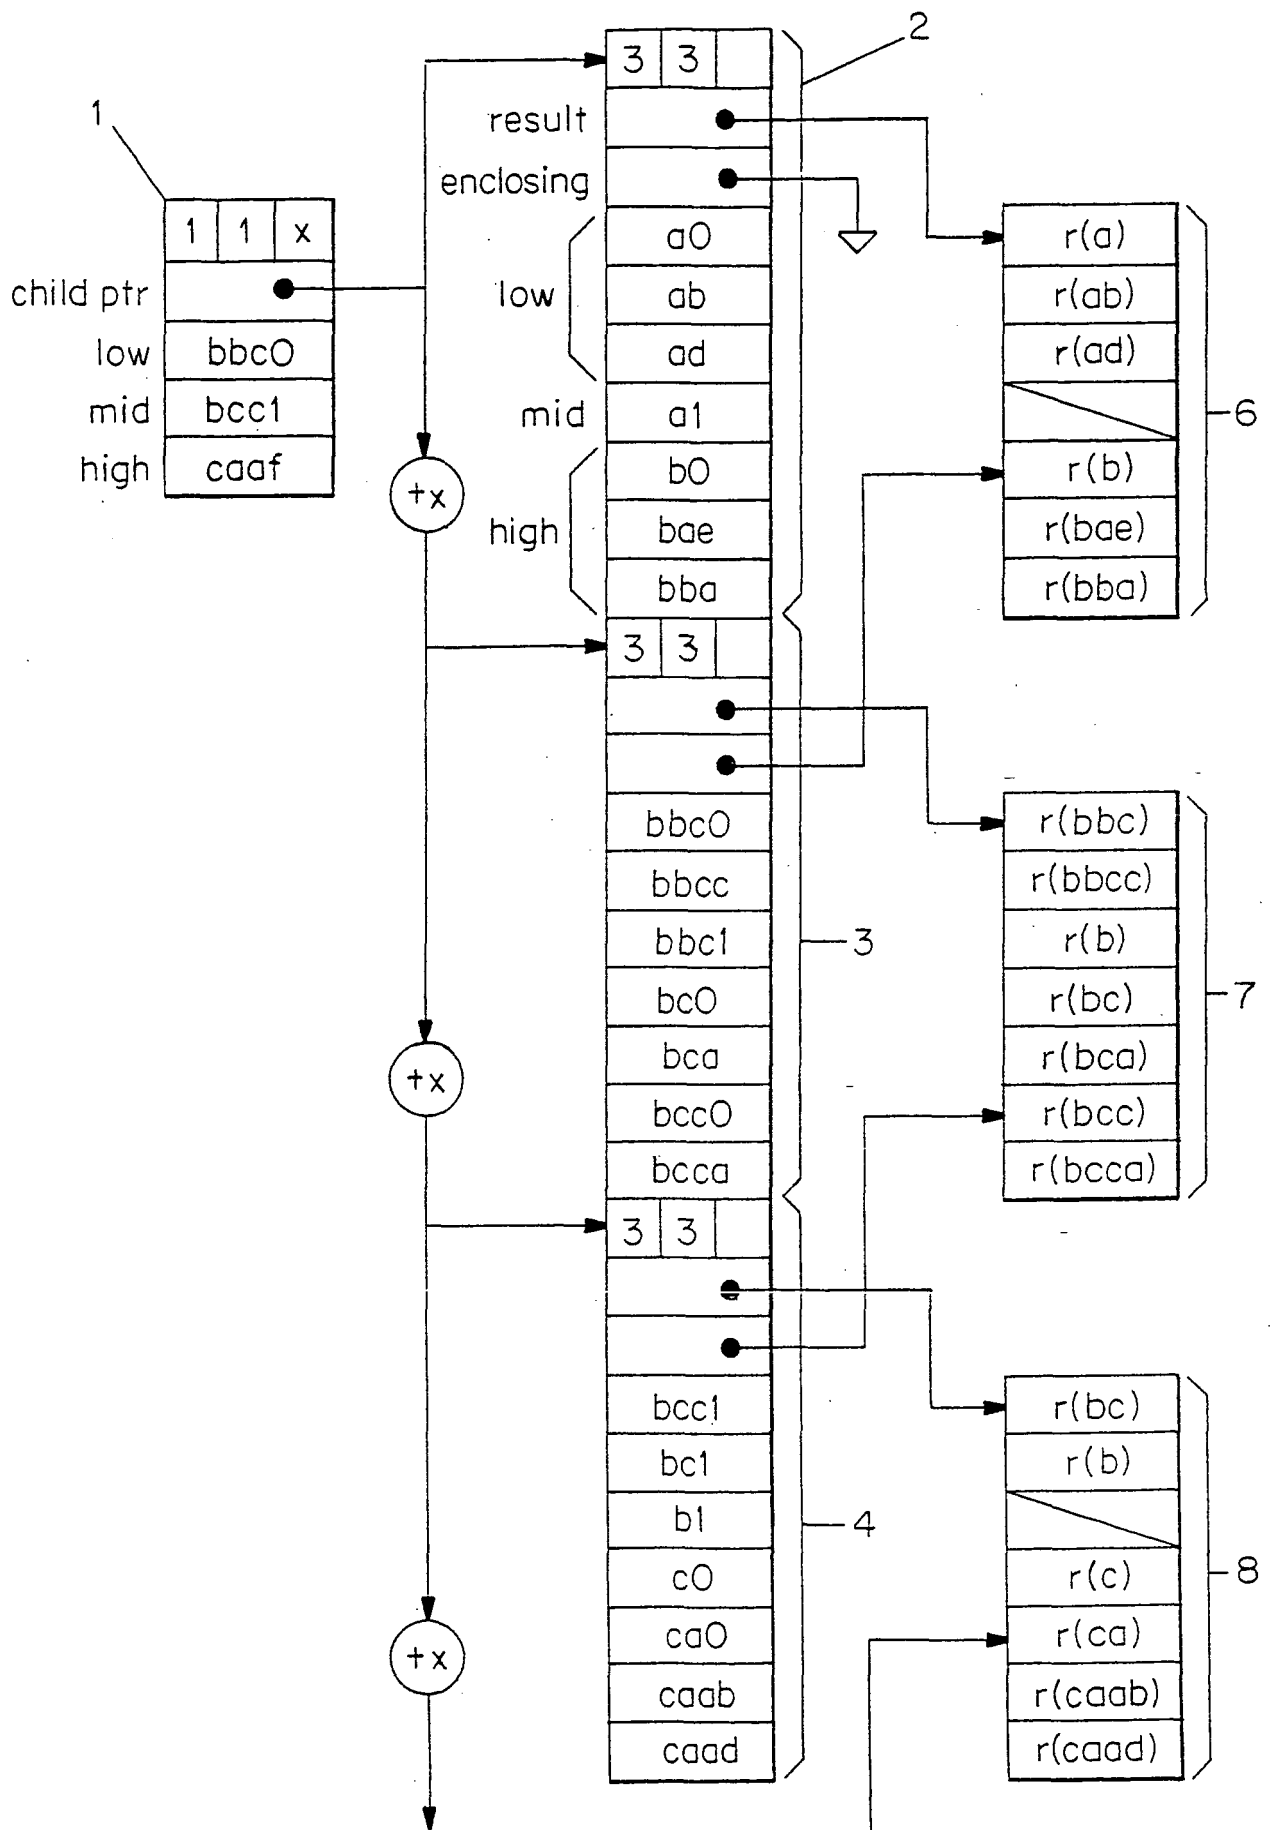 1
1 1 x
child ptr
low bbc0
mid bcc1
high caaf
+x
+x
+x
2
3 3
result
enclosing
low
a0
ab
ad
mid a1
high
b0
bae
bba
3 3
bbc0
bbcc
bbc1
bc0
bca
bcc0
bcca
3
3 3
bcc1
bc1
b1
c0
ca0
caab
caad
4
r(a)
r(ab)
r(ad)
r(b)
r(bae)
r(bba)
6
r(bbc)
r(bbcc)
r(b)
r(bc)
r(bca)
r(bcc)
r(bcca)
7
r(bc)
r(b)
r(c)
r(ca)
r(caab)
r(caad)
8